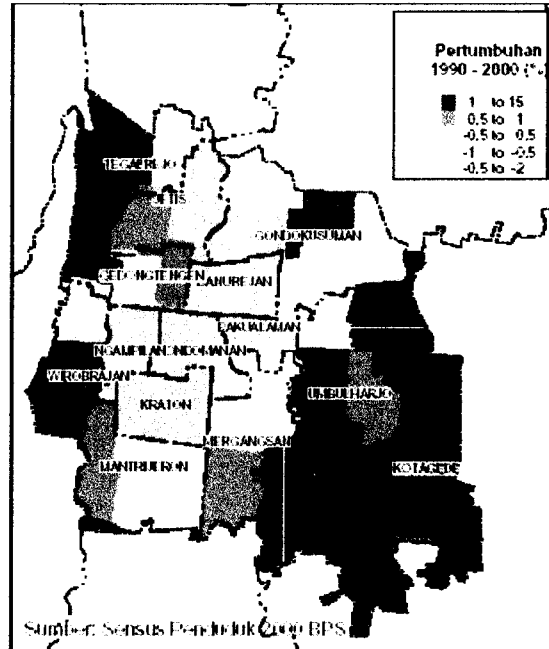 Pertumbuhan
1990 - 2000 (%)
1 to 15
0.5 to 1
-0.5 to 0.5
-1 to -0.5
-0.5 to -2
TEGALREJO
JETIS
GONDOKUSUMAN
GEDONGTENGEN
DANUREJAN
PAKUALAMAN
NGAMPILAN
ONDOMANAN
WIROBRAJAN
KRATON
UMBULHARJO
MERGANGSAN
MANTRIJERON
KOTAGEDE
Sumber: Sensus Penduduk 2000 BPS